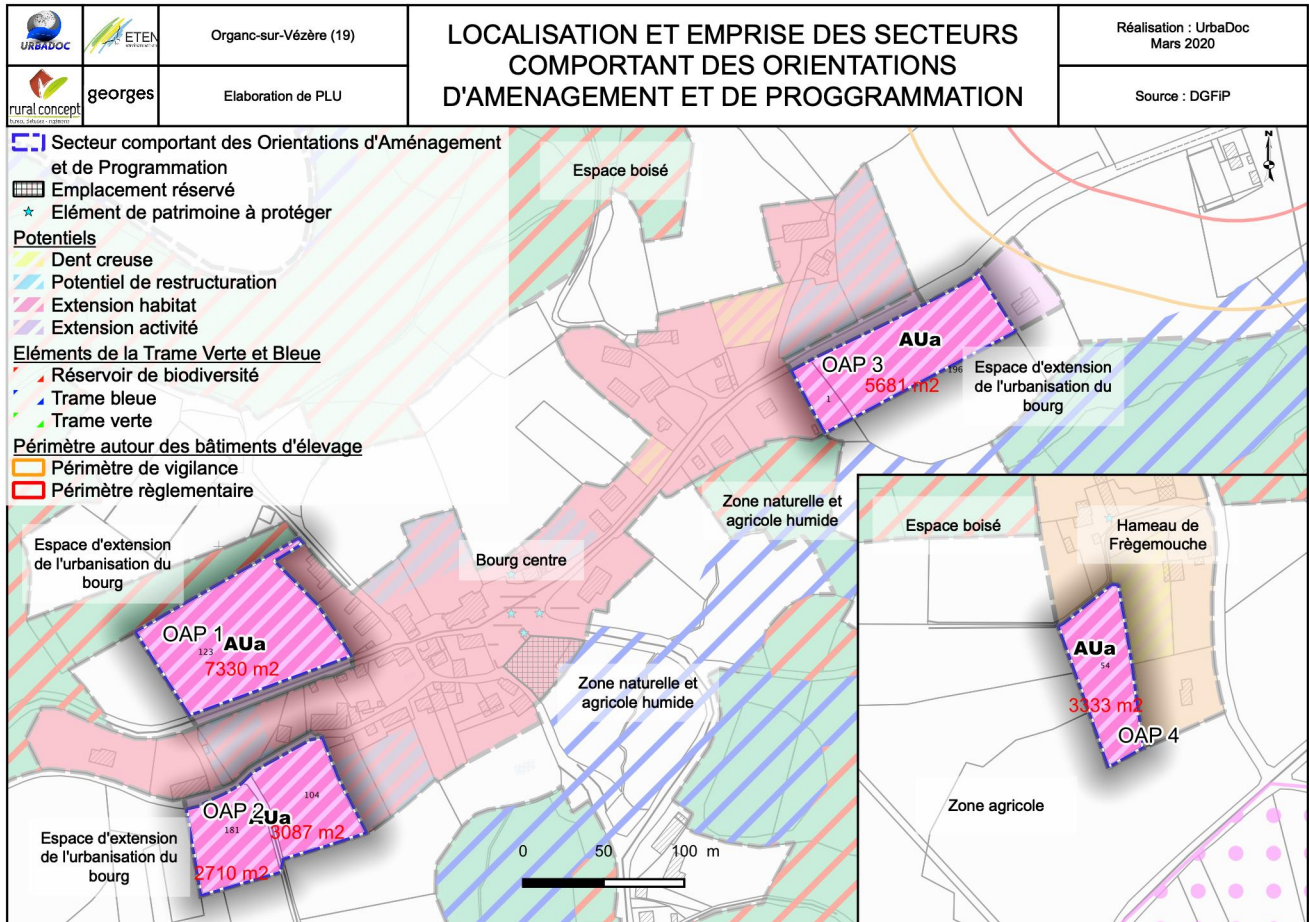 URBADOC
ETEN
environnement
Organc-sur-Vézère (19)
rural concept
georges
Elaboration de PLU
LOCALISATION ET EMPRISE DES SECTEURS
COMPORTANT DES ORIENTATIONS
D'AMENAGEMENT ET DE PROGGRAMMATION
Réalisation : UrbaDoc
Mars 2020
Source : DGFiP
Secteur comportant des Orientations d'Aménagement
et de Programmation
Emplacement réservé
Elément de patrimoine à protéger
Potentiels
Dent creuse
Potentiel de restructuration
Extension habitat
Extension activité
Eléments de la Trame Verte et Bleue
Réservoir de biodiversité
Trame bleue
Trame verte
Périmètre autour des bâtiments d'élevage
Périmètre de vigilance
Périmètre règlementaire
Espace boisé
N
AUa
OAP 3
5681 m2
196
1
Espace d'extension
de l'urbanisation du
bourg
Zone naturelle et
agricole humide
Bourg centre
Espace d'extension
de l'urbanisation du
bourg
OAP 1
AUa
123
7330 m2
Zone naturelle et
agricole humide
OAP 2
AUa
104
181
3087 m2
2710 m2
Espace d'extension
de l'urbanisation du
bourg
0 50 100 m
Espace boisé
Hameau de
Frègemouche
AUa
54
3333 m2
OAP 4
Zone agricole